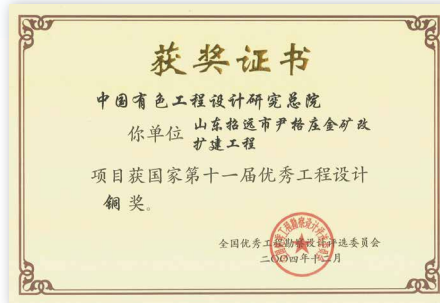 获奖证书
中国有色工程设计研究总院
你单位 山东招远市尹格庄金矿改
扩建工程
项目获国家第十一届优秀工程设计
铜 奖。
全国优秀工程勘察设计评选委员会
二〇〇四年十二月